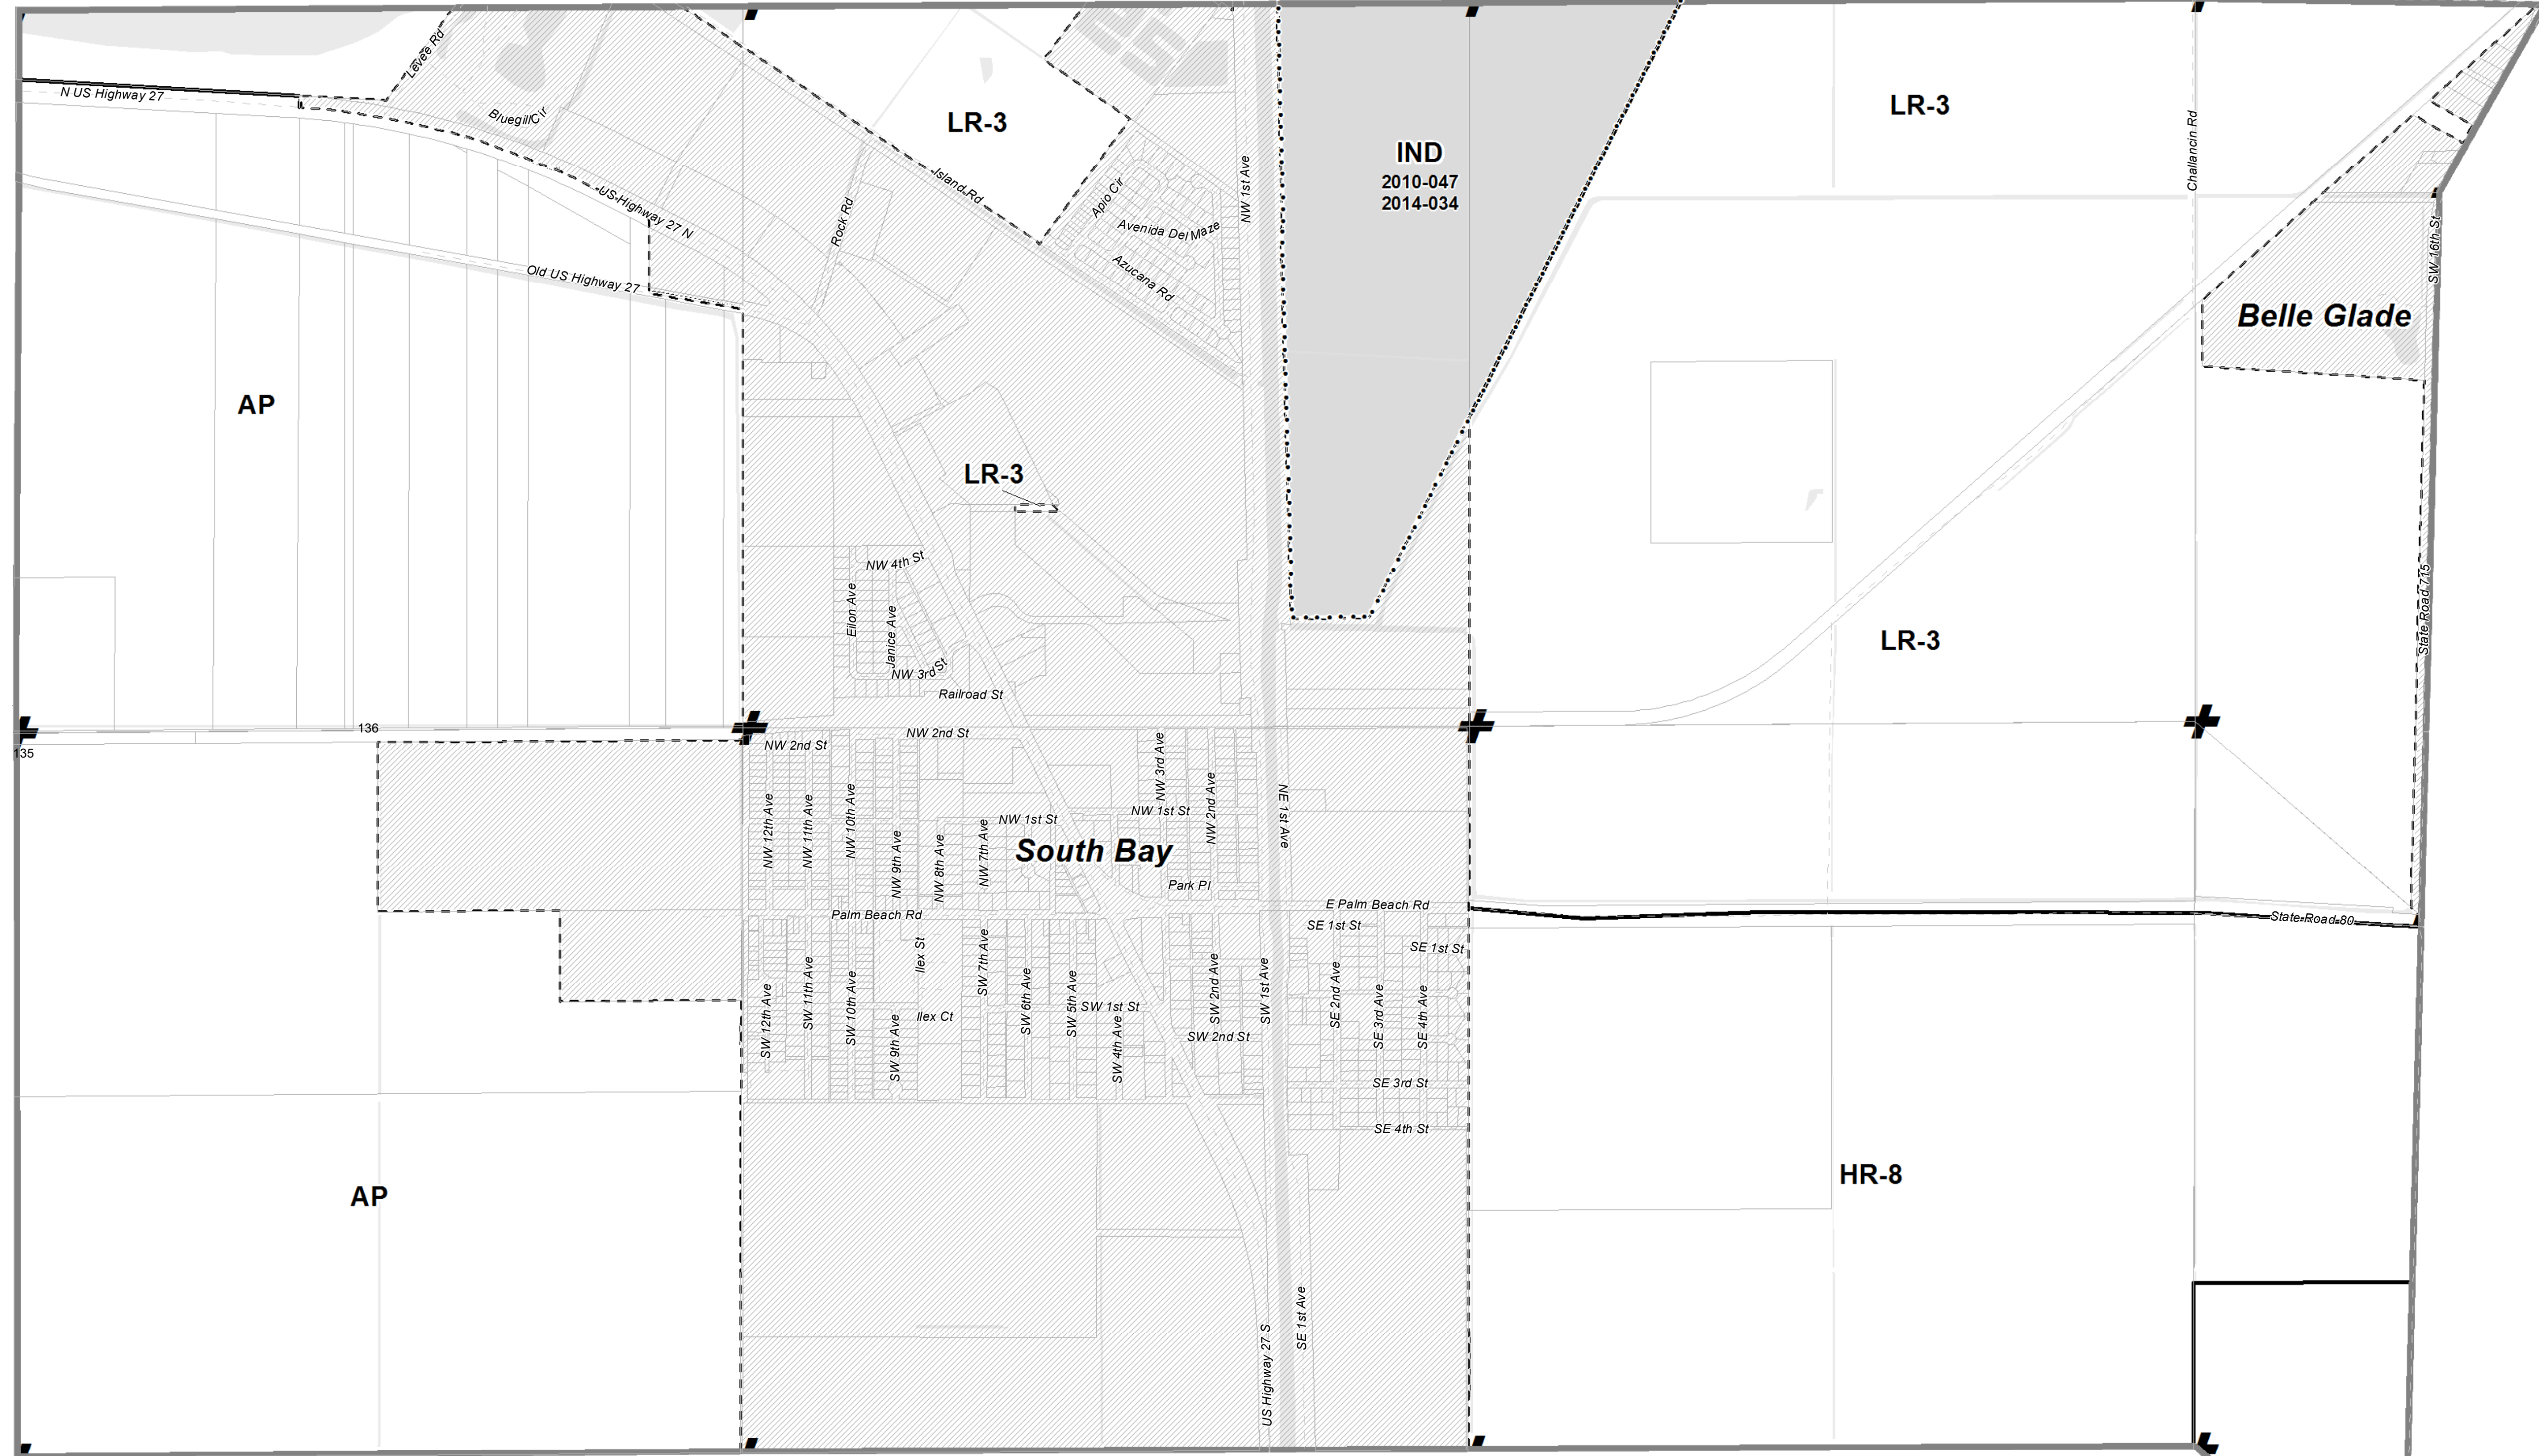 N US Highway 27
Levee Rd
Bluegill Cir
US Highway 27 N
Old US Highway 27
Rock Rd
Island Rd
LR-3
Apio Cir
Avenida Del Maze
Azucana Rd
NW 1st Ave
IND
2010-047
2014-034
LR-3
Challancin Rd
SW 16th St
Belle Glade
AP
LR-3
NW 4th St
Eilon Ave
Janice Ave
NW 3rd St
Railroad St
LR-3
State Road 715
136
135
NW 2nd St
NW 2nd St
NW 12th Ave
NW 11th Ave
NW 10th Ave
NW 9th Ave
NW 8th Ave
NW 7th Ave
NW 1st St
NW 3rd Ave
NW 1st St
NW 2nd Ave
NE 1st Ave
South Bay
Park Pl
Palm Beach Rd
E Palm Beach Rd
State Road 80
SE 1st St
SE 1st St
SW 12th Ave
SW 11th Ave
SW 10th Ave
SW 9th Ave
Ilex St
Ilex Ct
SW 7th Ave
SW 6th Ave
SW 5th Ave
SW 1st St
SW 4th Ave
SW 2nd Ave
SW 2nd St
SW 1st Ave
SE 2nd Ave
SE 3rd Ave
SE 4th Ave
SE 3rd St
SE 4th St
AP
HR-8
US Highway 27 S
SE 1st Ave